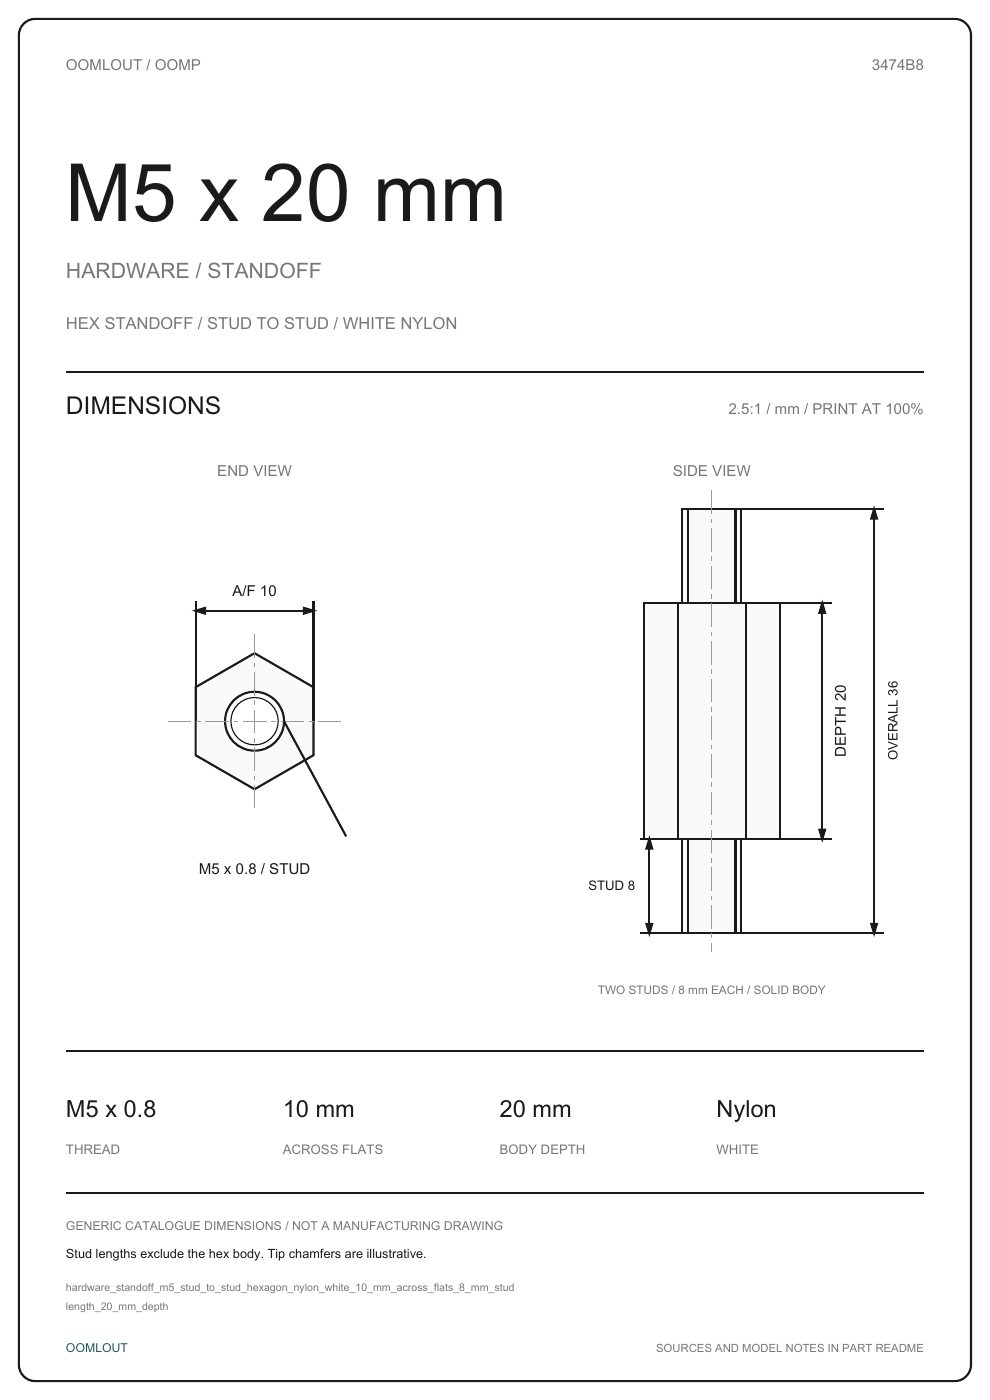 OOMLOUT / OOMP
3474B8
M5 x 20 mm
HARDWARE / STANDOFF
HEX STANDOFF / STUD TO STUD / WHITE NYLON
DIMENSIONS
2.5:1 / mm / PRINT AT 100%
END VIEW
SIDE VIEW
A/F 10
DEPTH 20
OVERALL 36
M5 x 0.8 / STUD
STUD 8
TWO STUDS / 8 mm EACH / SOLID BODY
M5 x 0.8
10 mm
20 mm
Nylon
THREAD
ACROSS FLATS
BODY DEPTH
WHITE
GENERIC CATALOGUE DIMENSIONS / NOT A MANUFACTURING DRAWING
Stud lengths exclude the hex body. Tip chamfers are illustrative.
hardware_standoff_m5_stud_to_stud_hexagon_nylon_white_10_mm_across_flats_8_mm_stud
length_20_mm_depth
OOMLOUT
SOURCES AND MODEL NOTES IN PART README